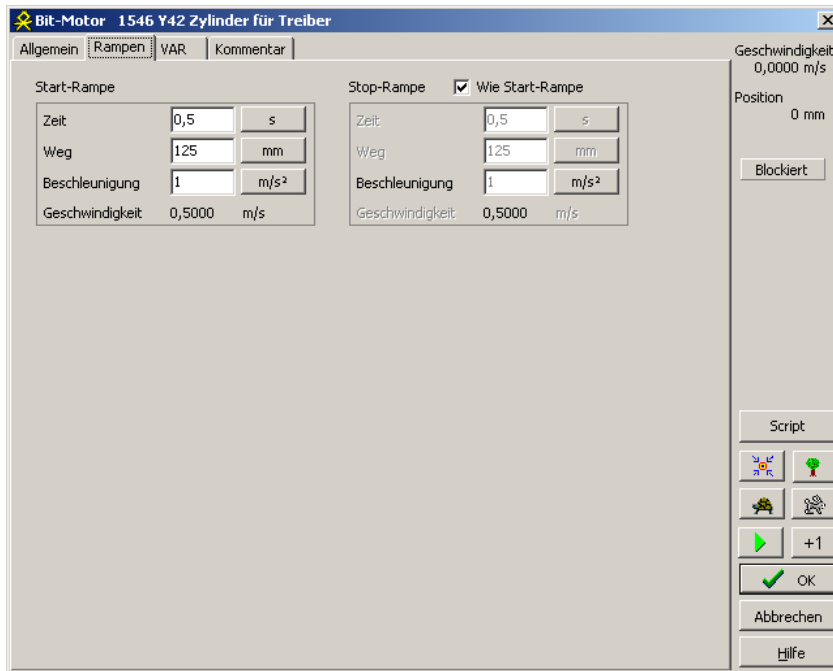 Bit-Motor 1546 Y42 Zylinder für Treiber
Allgemein Rampen VAR Kommentar
Geschwindigkeit
0,0000 m/s
Position
0 mm
Blockiert
Start-Rampe
Zeit 0,5 s
Weg 125 mm
Beschleunigung 1 m/s²
Geschwindigkeit 0,5000 m/s
Stop-Rampe Wie Start-Rampe
Zeit 0,5 s
Weg 125 mm
Beschleunigung 1 m/s²
Geschwindigkeit 0,5000 m/s
Script
+1
OK
Abbrechen
Hilfe